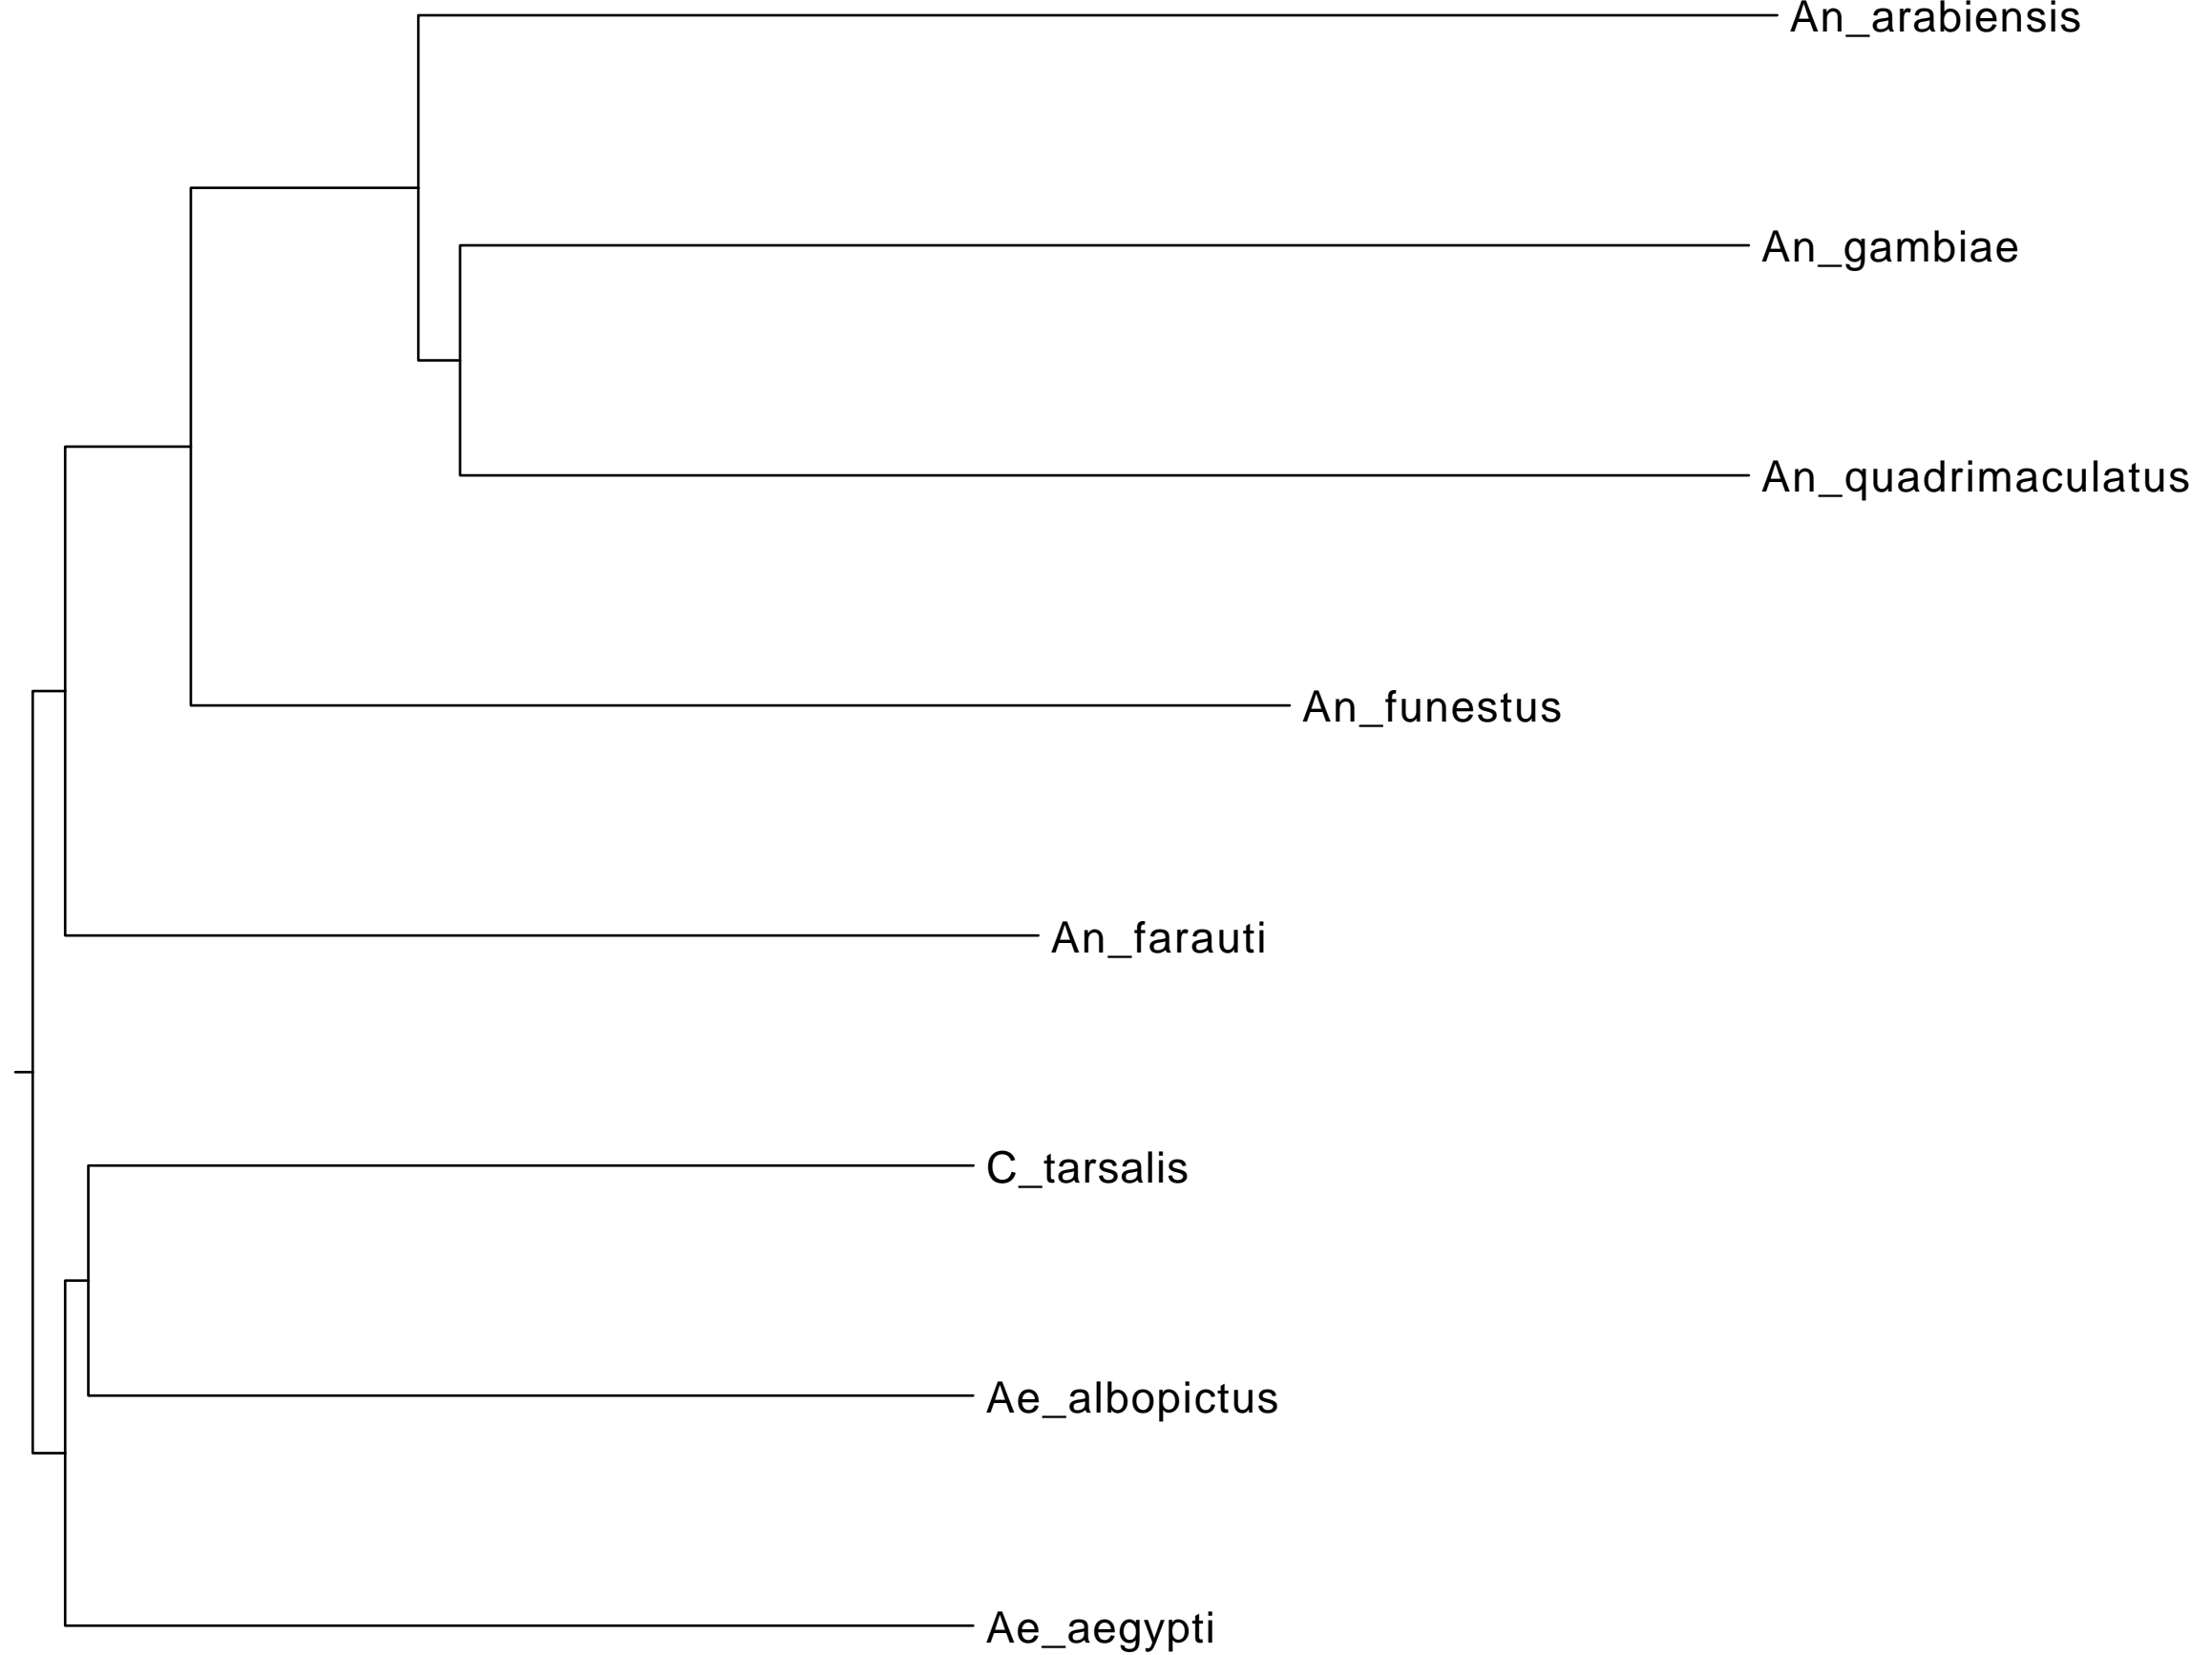 An_arabiensis
An_gambiae
An_quadrimaculatus
An_funestus
An_farauti
C_tarsalis
Ae_albopictus
Ae_aegypti